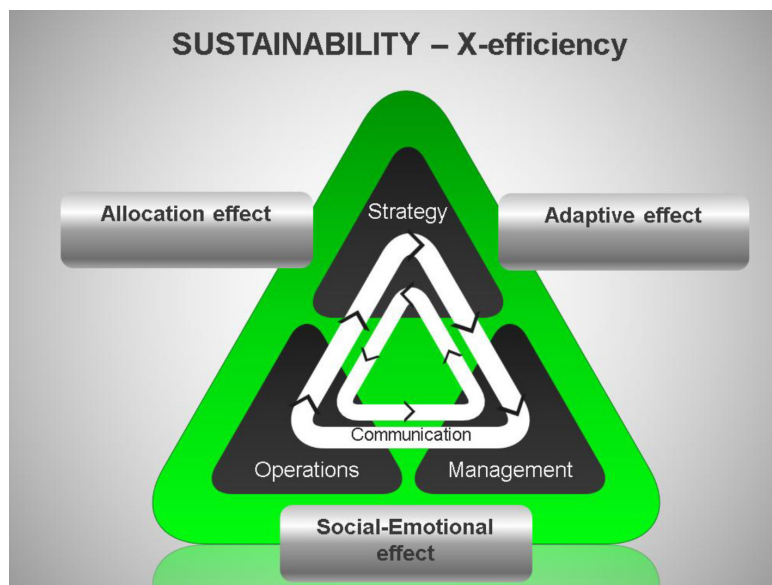 SUSTAINABILITY – X-efficiency
Allocation effect
Strategy
Adaptive effect
Communication
Operations
Management
Social-Emotional
effect